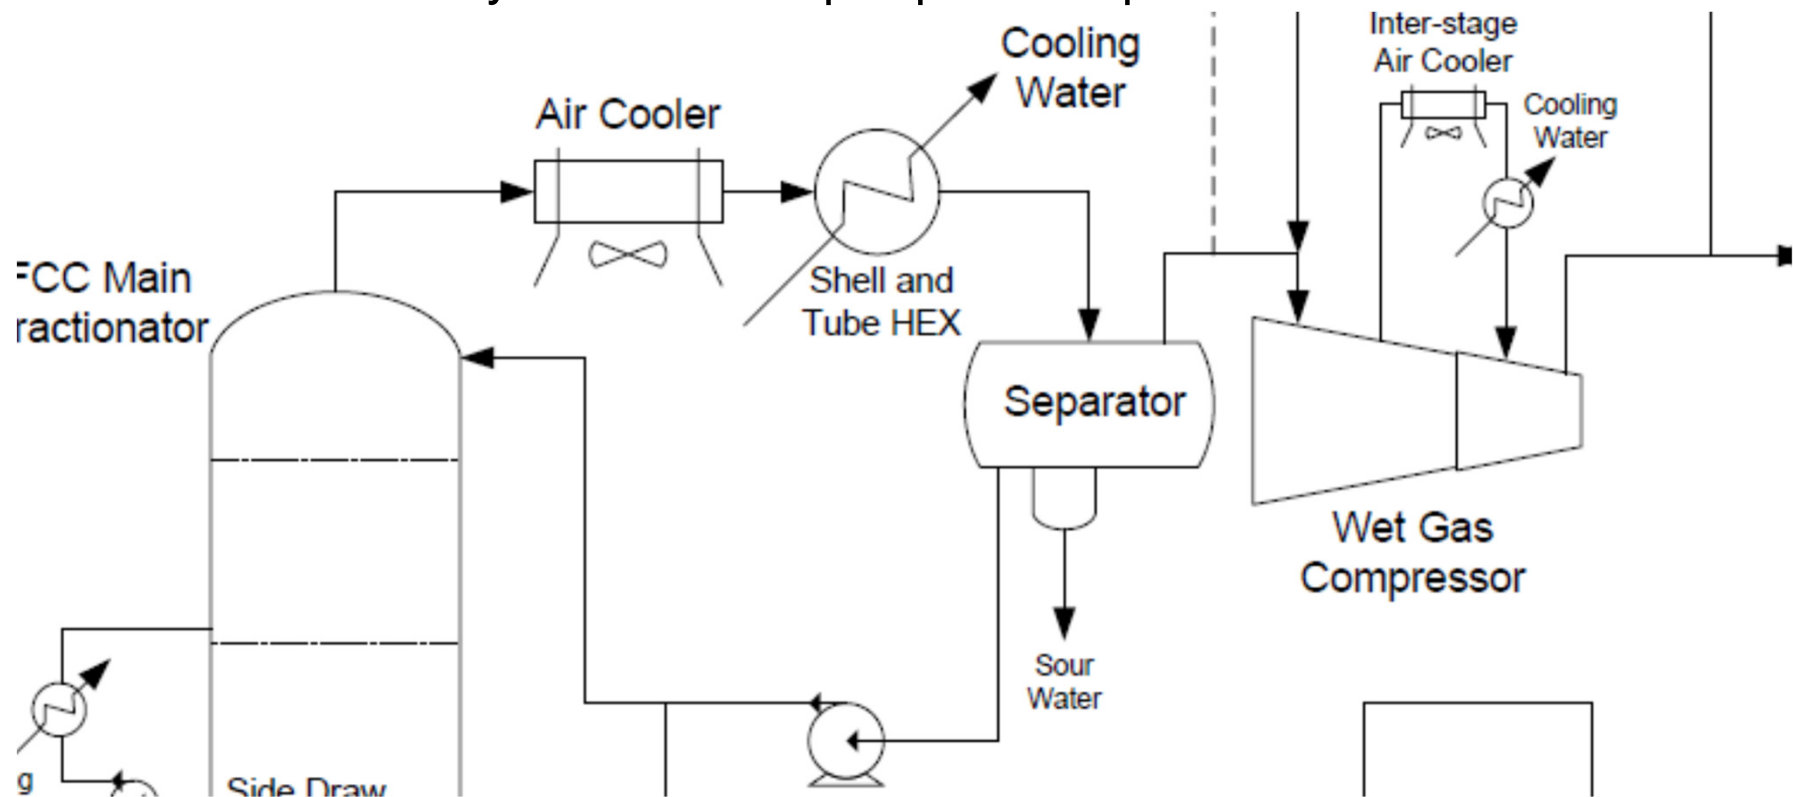 Cooling
Water
Inter-stage
Air Cooler
Air Cooler
Cooling
Water
FCC Main
ractionator
Shell and
Tube HEX
Separator
Wet Gas
Compressor
Sour
Water
g
Side Draw